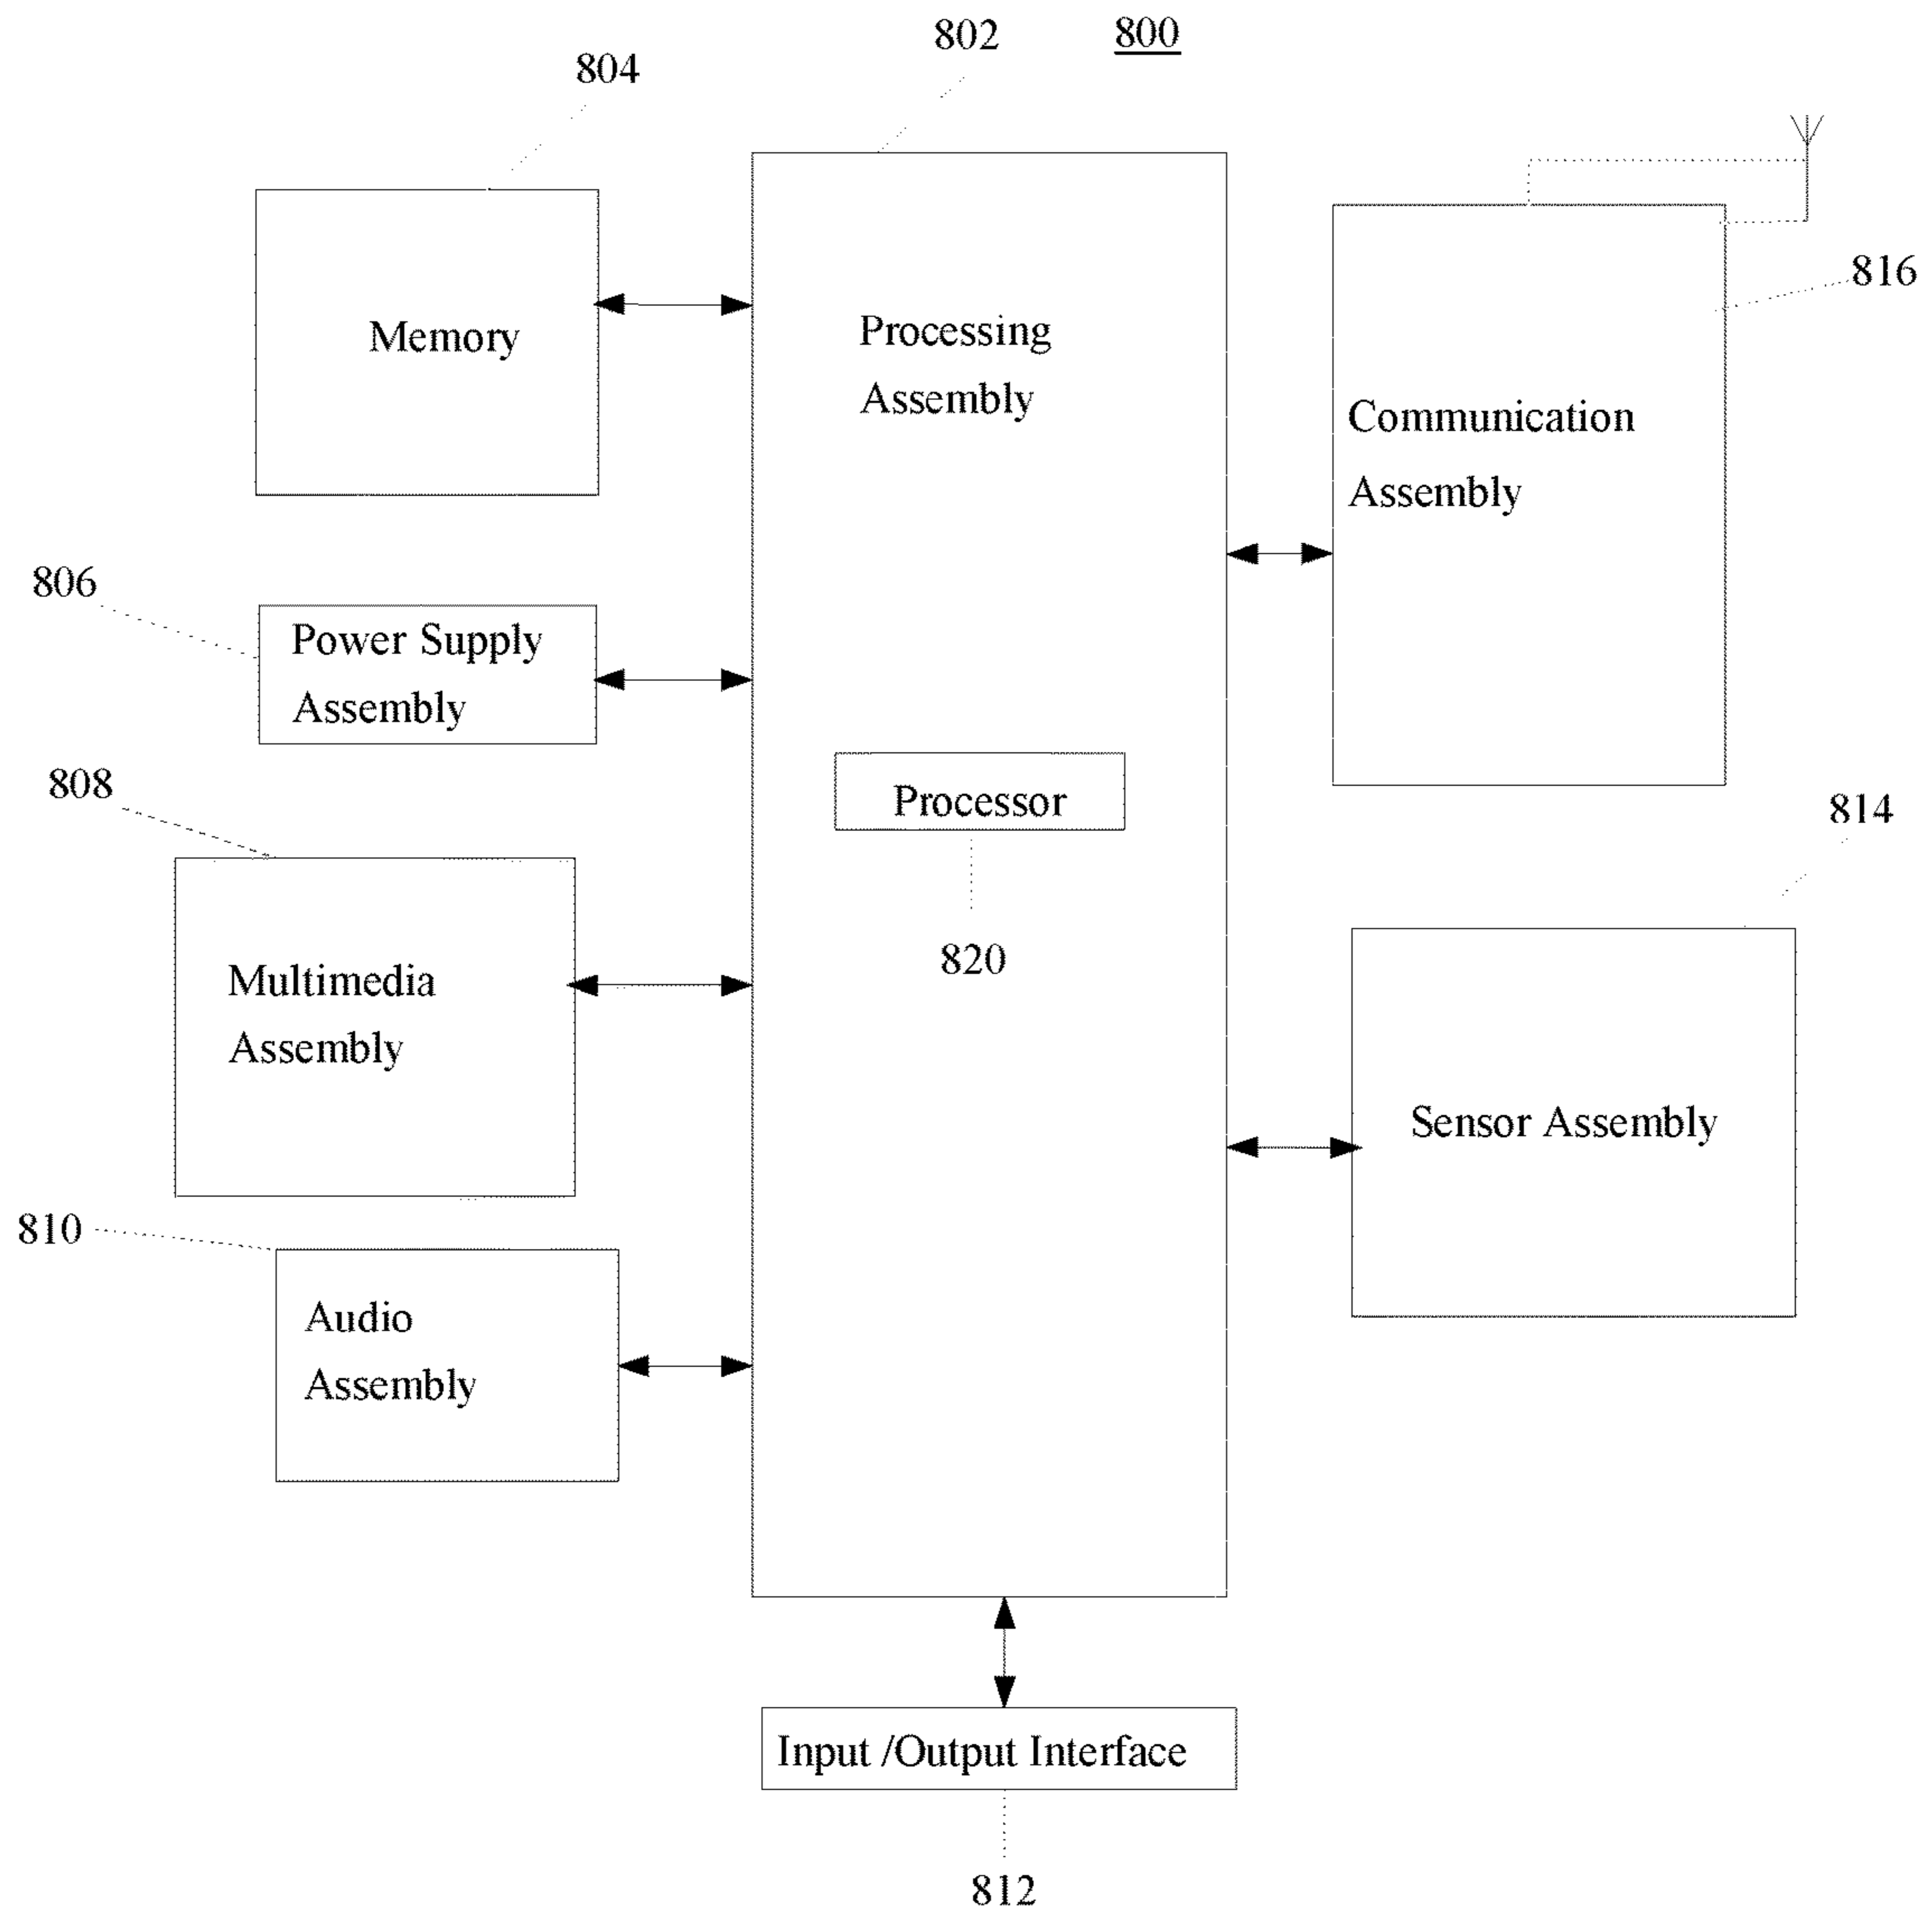 802
800
804
816
Memory
Processing
Assembly
Communication
Assembly
806
Power Supply
Assembly
808
Processor
814
820
Multimedia
Assembly
Sensor Assembly
810
Audio
Assembly
Input /Output Interface
812